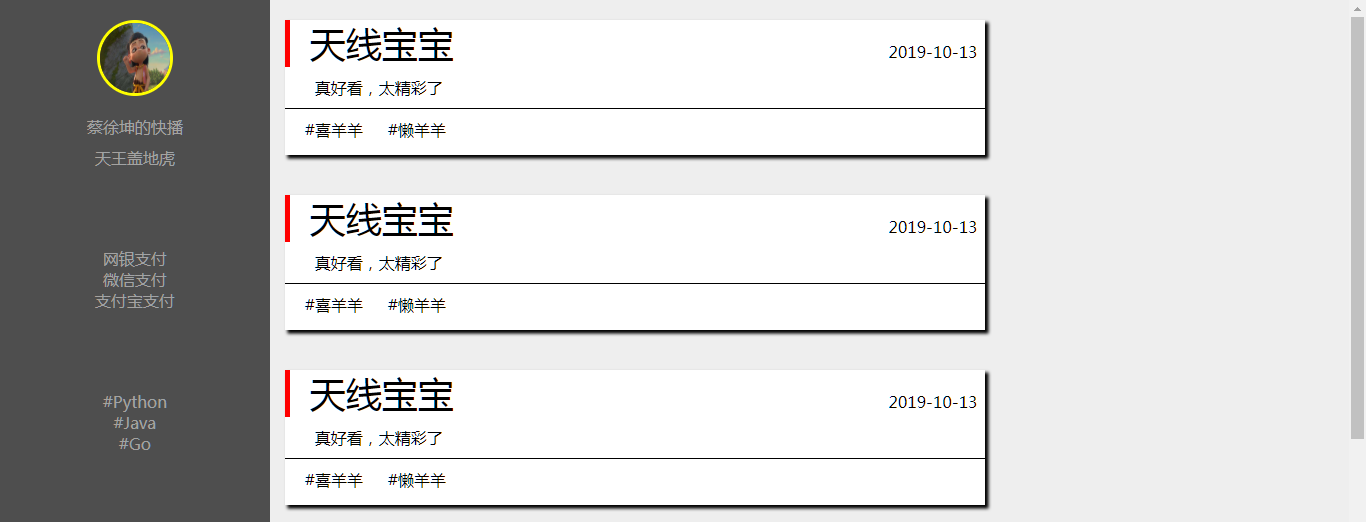 蔡徐坤的快播
天王盖地虎
网银支付
微信支付
支付宝支付
#Python
#Java
#Go
天线宝宝 2019-10-13
真好看，太精彩了
#喜羊羊 #懒羊羊
天线宝宝 2019-10-13
真好看，太精彩了
#喜羊羊 #懒羊羊
天线宝宝 2019-10-13
真好看，太精彩了
#喜羊羊 #懒羊羊